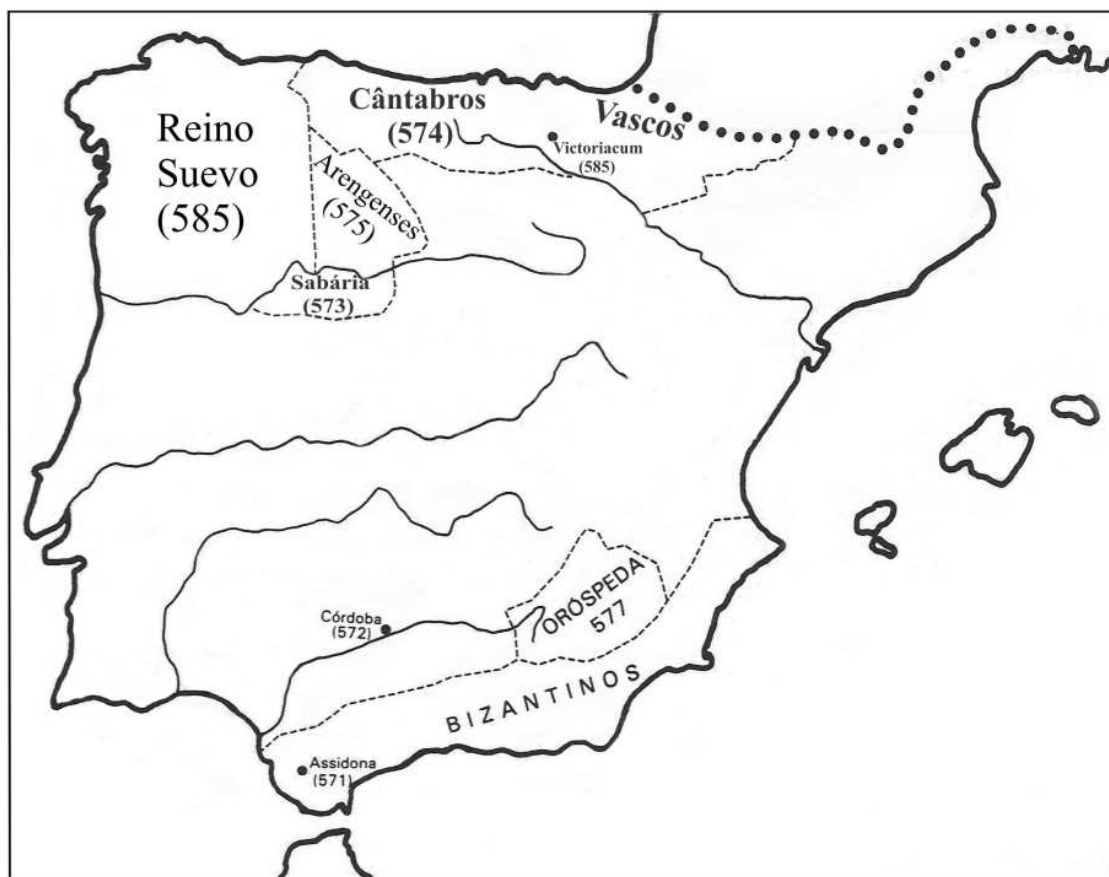 Reino
Suevo
(585)
Cântabros
(574)
Vascos
Victoriacum
(585)
Arengenses
(575)
Sabária
(573)
Córdoba
(572)
ORÓSPEDA
577
BIZANTINOS
Assidona
(571)